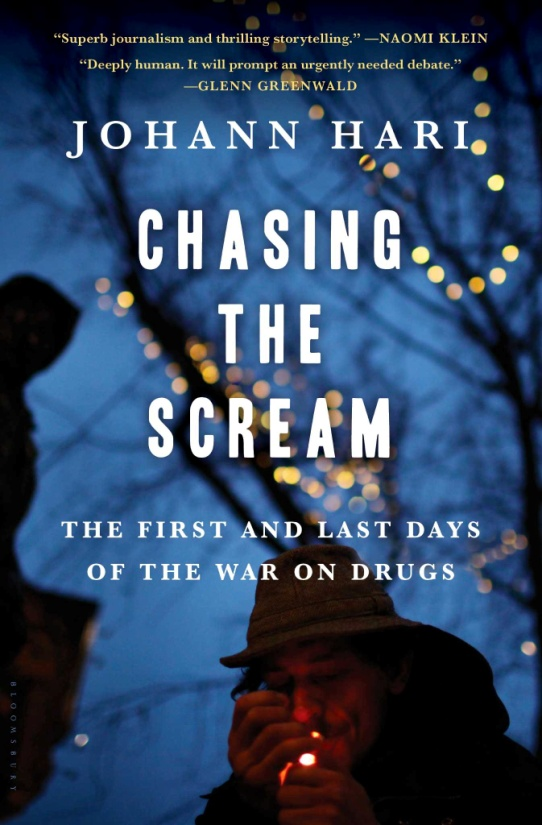 “Superb journalism and thrilling storytelling.” —NAOMI KLEIN
“Deeply human. It will prompt an urgently needed debate.”
—GLENN GREENWALD
JOHANN HARI
CHASING
THE
SCREAM
THE FIRST AND LAST DAYS
OF THE WAR ON DRUGS
BLOOMSBURY